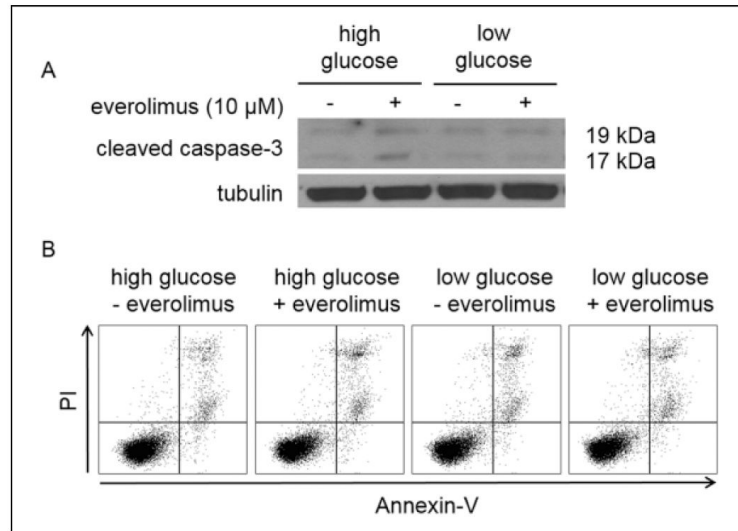 A
high
glucose
low
glucose
everolimus (10 µM)
-
+
-
+
cleaved caspase-3
19 kDa
17 kDa
tubulin
B
high glucose
- everolimus
high glucose
+ everolimus
low glucose
- everolimus
low glucose
+ everolimus
PI
Annexin-V